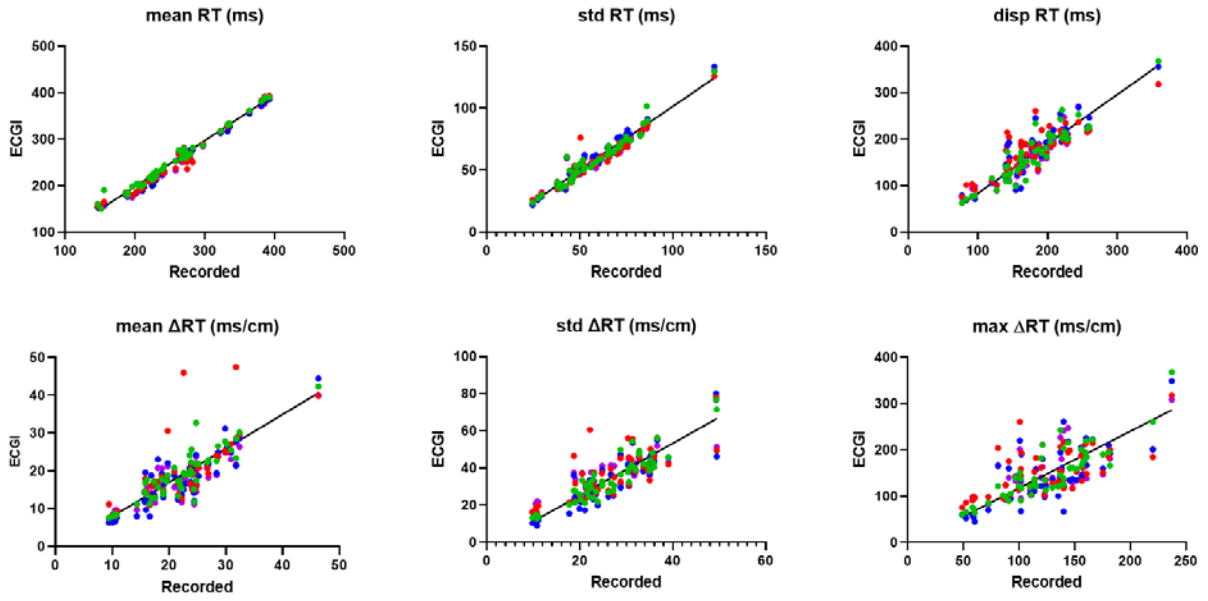 mean RT (ms)
500
400
300
200
100
ECGI
100 200 300 400 500
Recorded
std RT (ms)
150
100
50
0
ECGI
0 50 100 150
Recorded
disp RT (ms)
400
300
200
100
0
ECGI
0 100 200 300 400
Recorded
mean ΔRT (ms/cm)
50
40
30
20
10
0
ECGI
0 10 20 30 40 50
Recorded
std ΔRT (ms/cm)
100
80
60
40
20
0
ECGI
0 20 40 60
Recorded
max ΔRT (ms/cm)
400
300
200
100
0
ECGI
0 50 100 150 200 250
Recorded